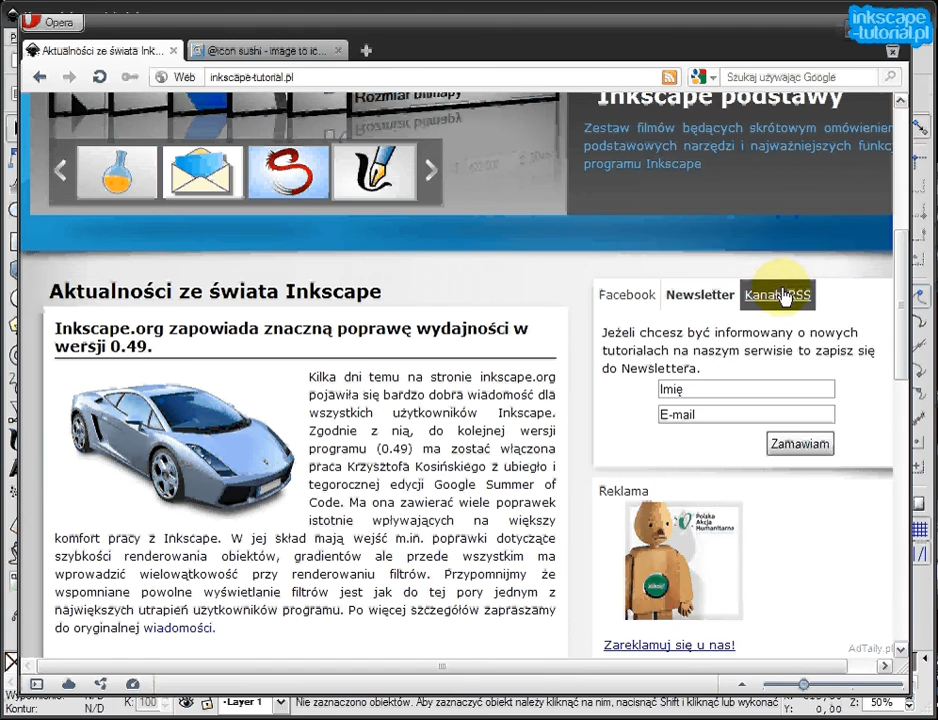 inkscape
-tutorial.pl
Opera
Aktualności ze świata Ink...
@icon sushi - image to ic...
Web
inkscape-tutorial.pl
Szukaj używając Google
Rozmiar bitmapy
Inkscape podstawy
Zestaw filmów będących skrótowym omówieniem
podstawowych narzędzi i najważniejszych funkc
programu Inkscape
Aktualności ze świata Inkscape
Facebook
Newsletter
Kanały RSS
Inkscape.org zapowiada znaczną poprawę wydajności w
wersji 0.49.
Jeżeli chcesz być informowany o nowych
tutorialach na naszym serwisie to zapisz się
do Newslettera.
Imię
E-mail
Zamawiam
Kilka dni temu na stronie inkscape.org
pojawiła się bardzo dobra wiadomość dla
wszystkich użytkowników Inkscape.
Zgodnie z nią, do kolejnej wersji
programu (0.49) ma zostać włączona
praca Krzysztofa Kosińskiego z ubiegło i
tegorocznej edycji Google Summer of
Code. Ma ona zawierać wiele poprawek
istotnie wpływających na większy
komfort pracy z Inkscape. W jej skład mają wejść m.in. poprawki dotyczące
szybkości renderowania obiektów, gradientów ale przede wszystkim ma
wprowadzić wielowątkowość przy renderowaniu filtrów. Przypomnijmy że
wspomniane powolne wyświetlanie filtrów jest jak do tej pory jednym z
największych utrapień użytkowników programu. Po więcej szczegółów zapraszamy
do oryginalnej wiadomości.
Reklama
Polska
Akcja
Humanitarna
kliknij!
Zareklamuj się u nas!
AdTaily.pl
Kontur:
N/D
N/D
K:
100
-Layer 1
Nie zaznaczono obiektów. Aby zaznaczyć obiekt należy kliknąć na nim, nacisnąć Shift i kliknąć lub wykonać
Y:
0,00
Z:
50%